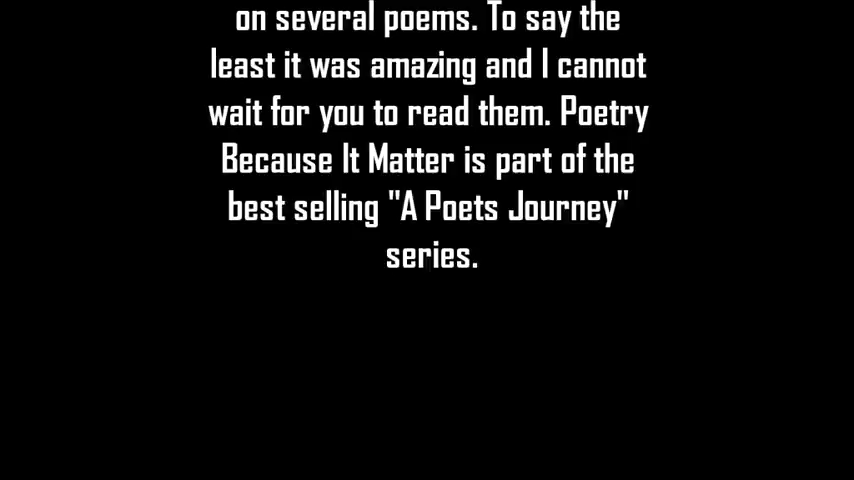 on several poems. To say the
least it was amazing and I cannot
wait for you to read them. Poetry
Because It Matter is part of the
best selling "A Poets Journey"
series.